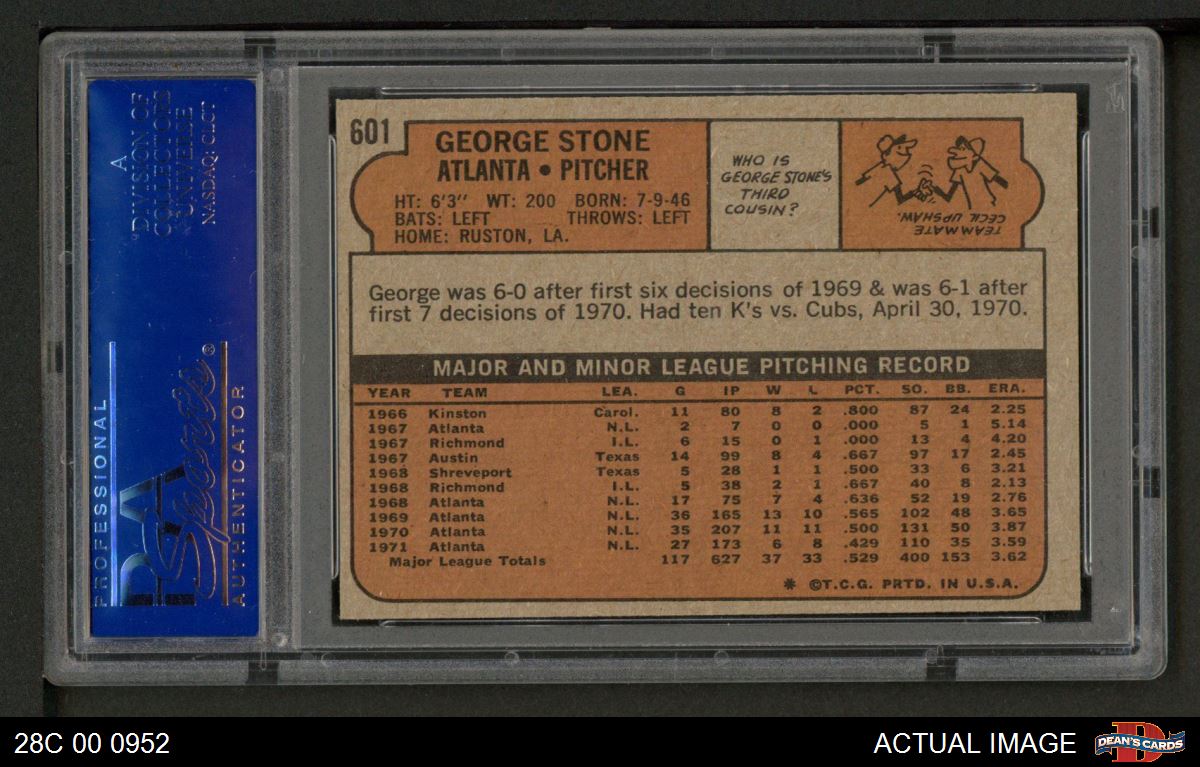 A
DIVISION OF
COLLECTORS
UNIVERSE
NASDAQ: CLCT
PROFESSIONAL
PSA
Sports®
AUTHENTICATOR
601
GEORGE STONE
ATLANTA • PITCHER
HT: 6'3" WT: 200 BORN: 7-9-46
BATS: LEFT THROWS: LEFT
HOME: RUSTON, LA.
WHO IS
GEORGE STONE'S
THIRD
COUSIN?
TEAMMATE
CECIL UPSHAW.
George was 6-0 after first six decisions of 1969 & was 6-1 after
first 7 decisions of 1970. Had ten K's vs. Cubs, April 30, 1970.
MAJOR AND MINOR LEAGUE PITCHING RECORD
YEAR TEAM LEA. G IP W L PCT. SO. BB. ERA.
1966 Kinston Carol. 11 80 8 2 .800 87 24 2.25
1967 Atlanta N.L. 2 7 0 0 .000 5 1 5.14
1967 Richmond I.L. 6 15 0 1 .000 13 4 4.20
1967 Austin Texas 14 99 8 4 .667 97 17 2.45
1968 Shreveport Texas 5 28 1 1 .500 33 6 3.21
1968 Richmond I.L. 5 38 2 1 .667 40 8 2.13
1968 Atlanta N.L. 17 75 7 4 .636 52 19 2.76
1969 Atlanta N.L. 36 165 13 10 .565 102 48 3.65
1970 Atlanta N.L. 35 207 11 11 .500 131 50 3.87
1971 Atlanta N.L. 27 173 6 8 .429 110 35 3.59
Major League Totals 117 627 37 33 .529 400 153 3.62
* ©T.C.G. PRTD. IN U.S.A.
28C 00 0952
ACTUAL IMAGE
D
DEAN'S CARDS